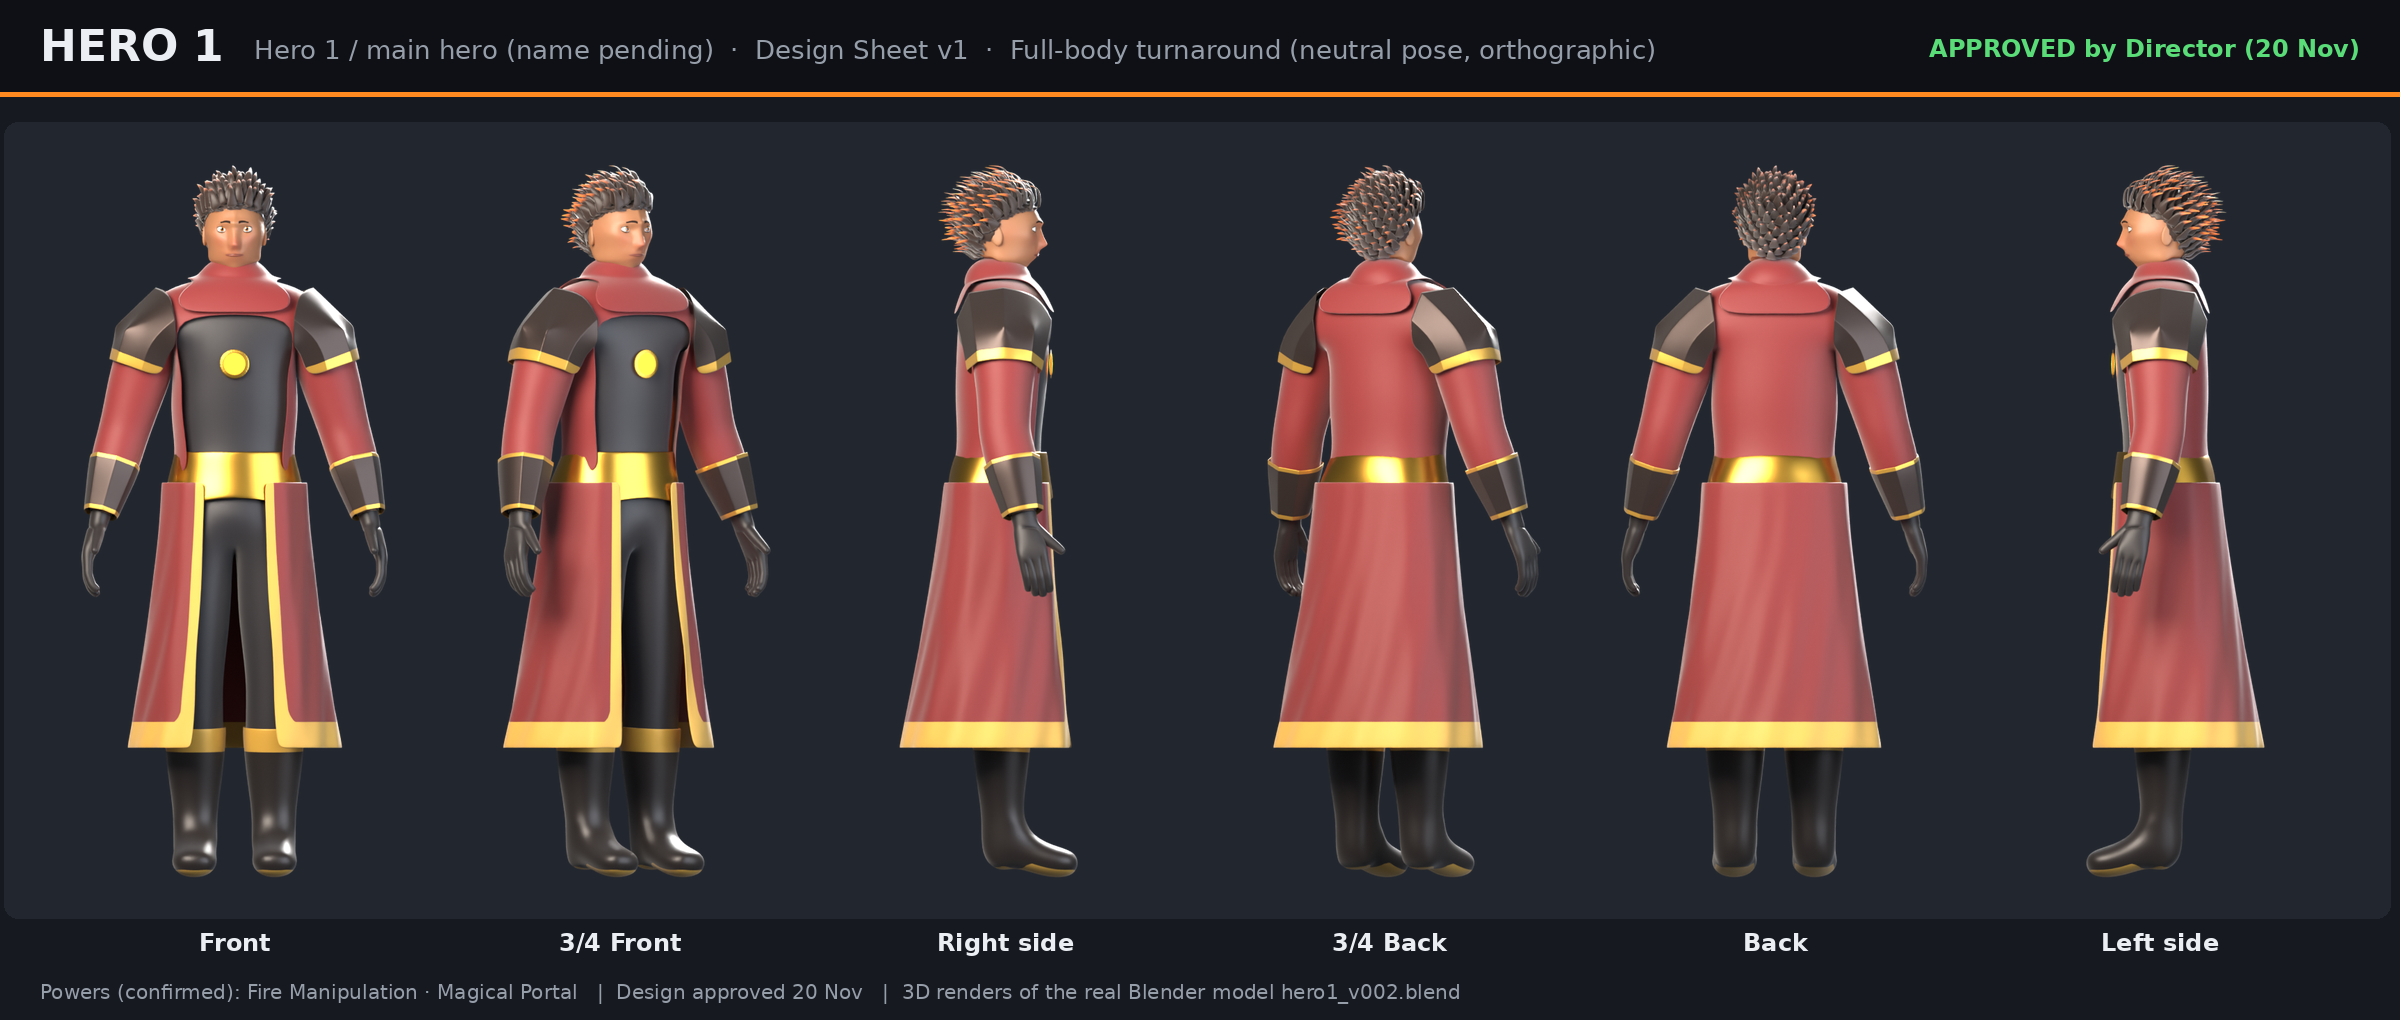 HERO 1 Hero 1 / main hero (name pending) · Design Sheet v1 · Full-body turnaround (neutral pose, orthographic) APPROVED by Director (20 Nov)
Front 3/4 Front Right side 3/4 Back Back Left side
Powers (confirmed): Fire Manipulation · Magical Portal | Design approved 20 Nov | 3D renders of the real Blender model hero1_v002.blend